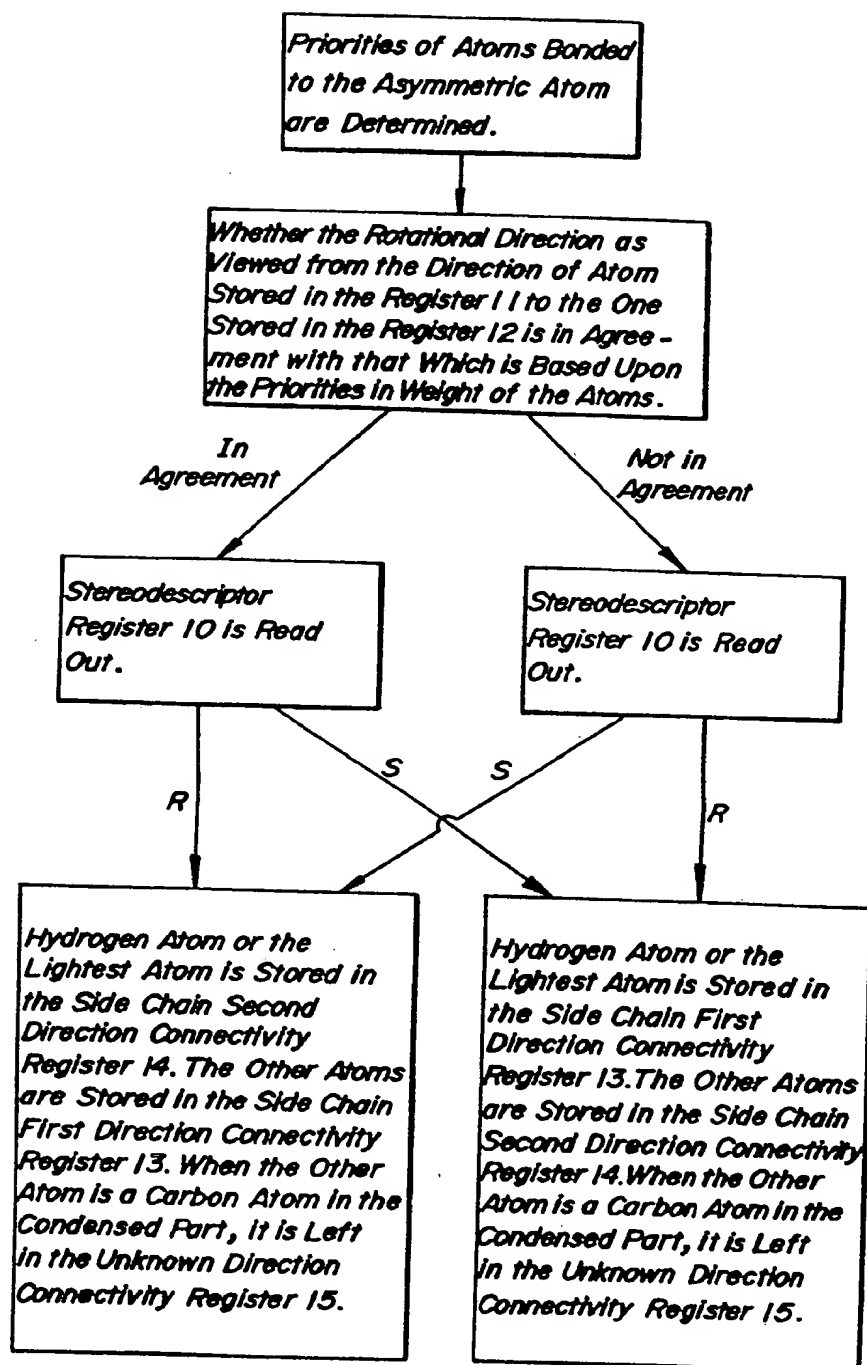 Priorities of Atoms Bonded
to the Asymmetric Atom
are Determined.
Whether the Rotational Direction as
Viewed from the Direction of Atom
Stored in the Register 11 to the One
Stored in the Register 12 is in Agree-
ment with that Which is Based Upon
the Priorities in Weight of the Atoms.
In
Agreement
Not in
Agreement
Stereodescriptor
Register 10 is Read
Out.
Stereodescriptor
Register 10 is Read
Out.
R
S
S
R
Hydrogen Atom or the
Lightest Atom is Stored in
the Side Chain Second
Direction Connectivity
Register 14. The Other Atoms
are Stored in the Side Chain
First Direction Connectivity
Register 13. When the Other
Atom is a Carbon Atom in the
Condensed Part, it is Left
in the Unknown Direction
Connectivity Register 15.
Hydrogen Atom or the
Lightest Atom is Stored in
the Side Chain First
Direction Connectivity
Register 13. The Other Atoms
are Stored in the Side Chain
Second Direction Connectivity
Register 14. When the Other
Atom is a Carbon Atom in the
Condensed Part, it is Left
in the Unknown Direction
Connectivity Register 15.